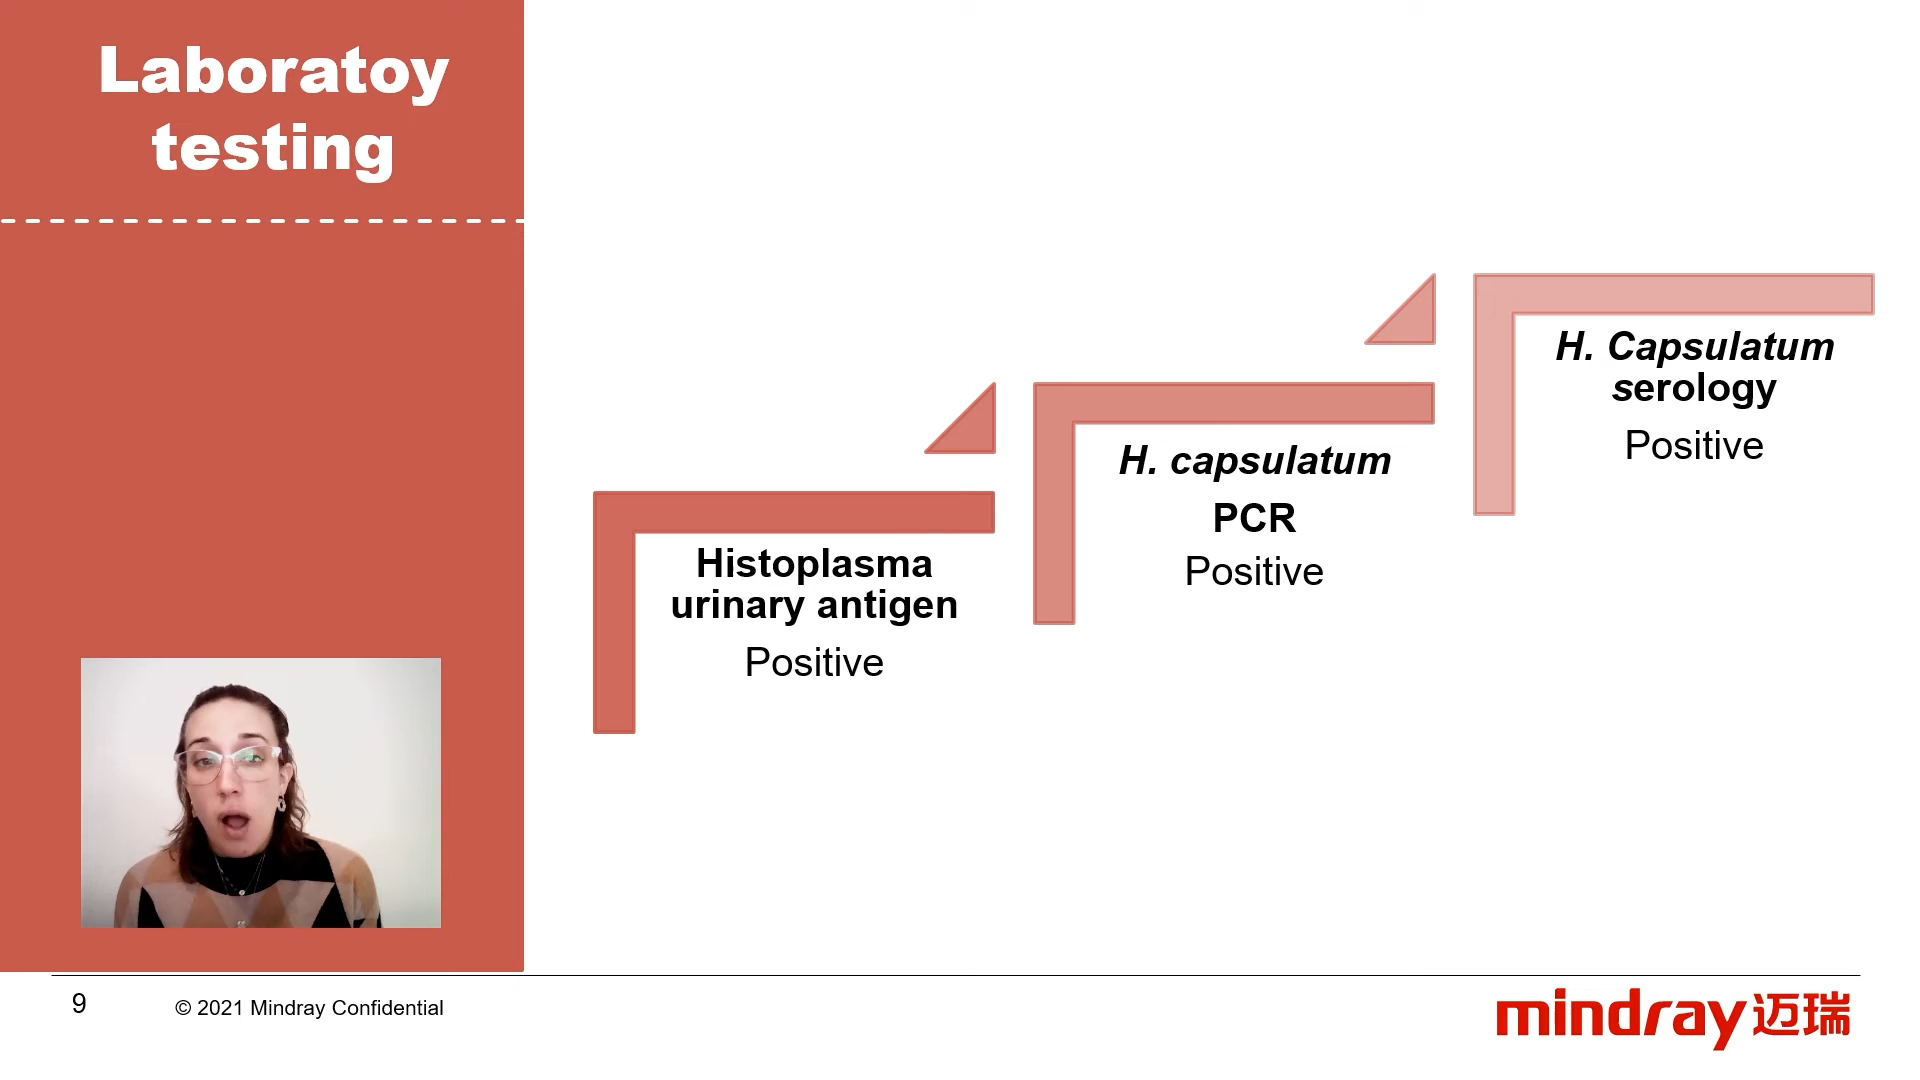 Laboratoy
testing
Histoplasma
urinary antigen
Positive
H. capsulatum
PCR
Positive
H. Capsulatum
serology
Positive
9
© 2021 Mindray Confidential
mindray迈瑞